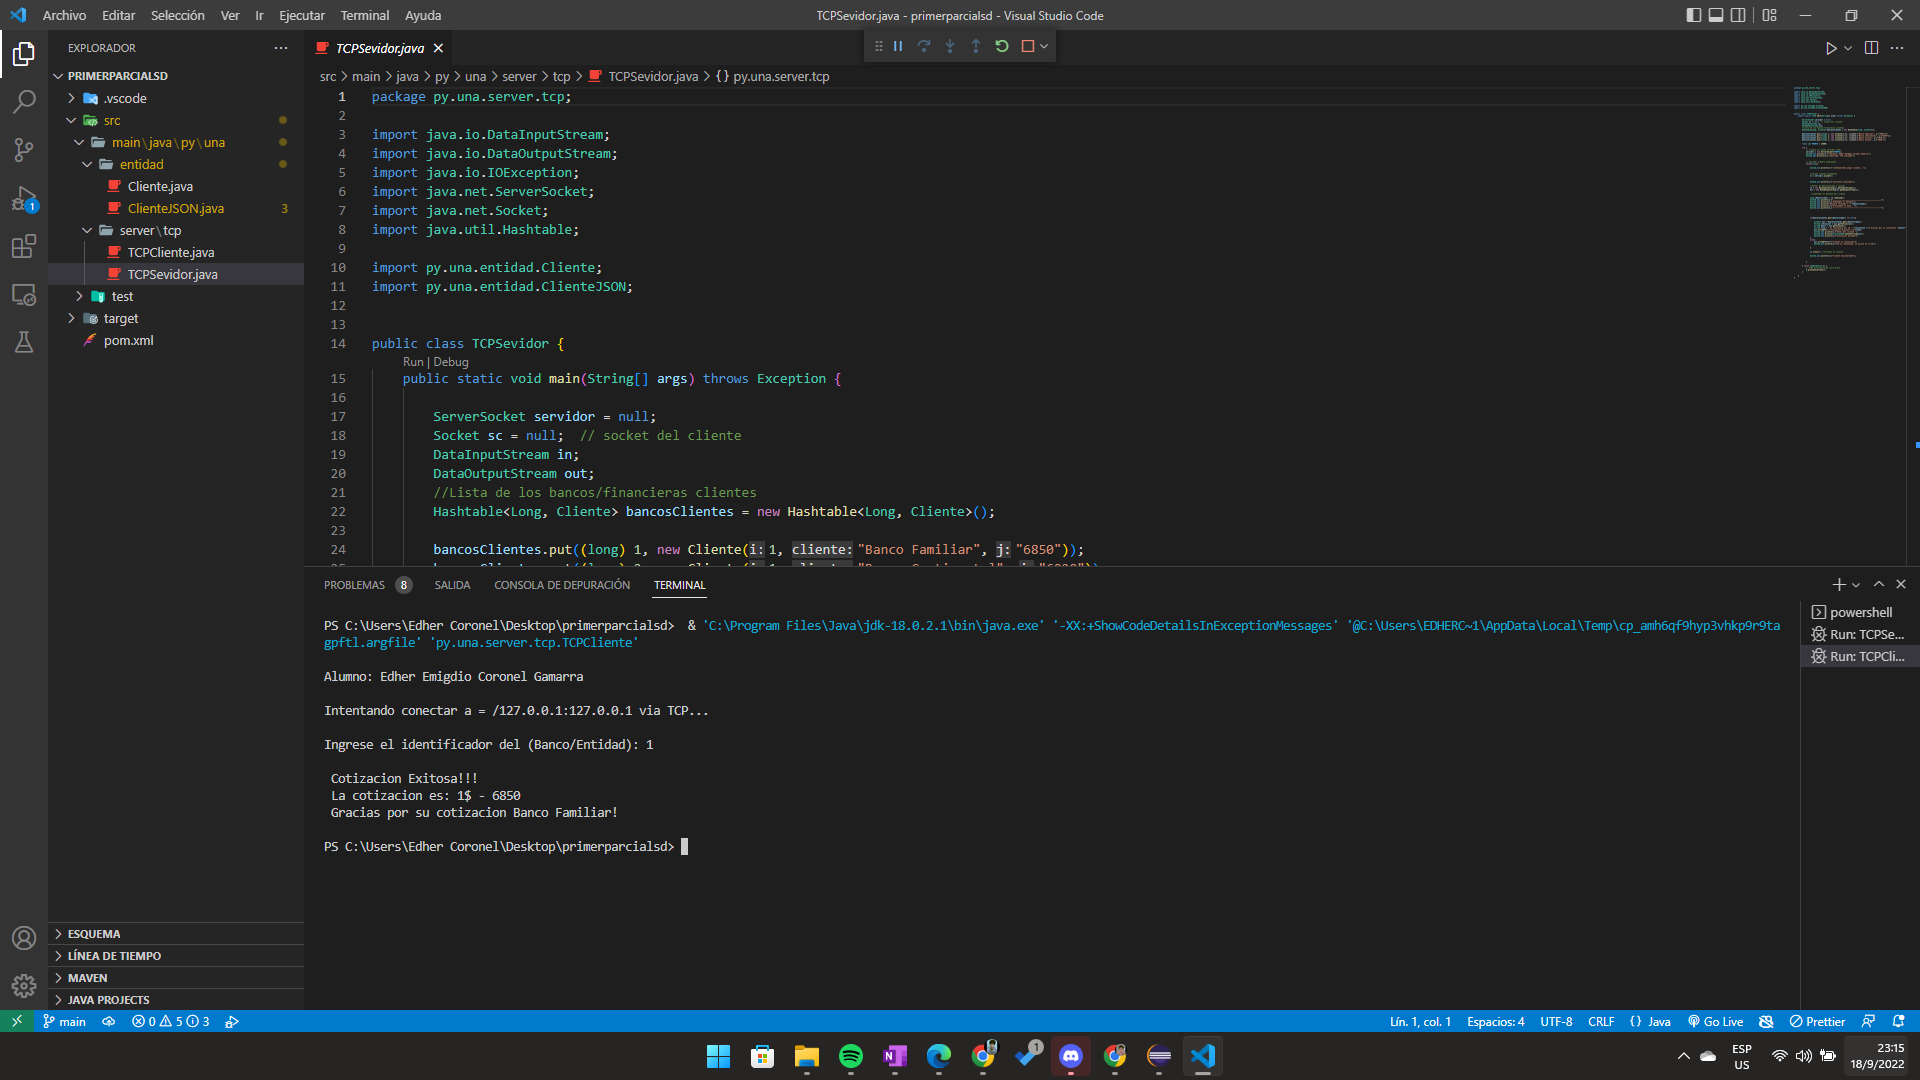 Archivo Editar Selección Ver Ir Ejecutar Terminal Ayuda
TCPSevidor.java - primerparcialsd - Visual Studio Code
EXPLORADOR
PRIMERPARCIALSD
.vscode
src
main\java\py\una
entidad
Cliente.java
ClienteJSON.java 3
server\tcp
TCPCliente.java
TCPSevidor.java
test
target
pom.xml
ESQUEMA
LÍNEA DE TIEMPO
MAVEN
JAVA PROJECTS
1
TCPSevidor.java
src > main > java > py > una > server > tcp > TCPSevidor.java > {} py.una.server.tcp
1 package py.una.server.tcp;
2
3 import java.io.DataInputStream;
4 import java.io.DataOutputStream;
5 import java.io.IOException;
6 import java.net.ServerSocket;
7 import java.net.Socket;
8 import java.util.Hashtable;
9
10 import py.una.entidad.Cliente;
11 import py.una.entidad.ClienteJSON;
12
13
14 public class TCPSevidor {
Run | Debug
15 public static void main(String[] args) throws Exception {
16
17 ServerSocket servidor = null;
18 Socket sc = null; // socket del cliente
19 DataInputStream in;
20 DataOutputStream out;
21 //Lista de los bancos/financieras clientes
22 Hashtable<Long, Cliente> bancosClientes = new Hashtable<Long, Cliente>();
23
24 bancosClientes.put((long) 1, new Cliente(i:1, cliente:"Banco Familiar", j:"6850"));
PROBLEMAS 8 SALIDA CONSOLA DE DEPURACIÓN TERMINAL
PS C:\Users\Edher Coronel\Desktop\primerparcialsd> & 'C:\Program Files\Java\jdk-18.0.2.1\bin\java.exe' '-XX:+ShowCodeDetailsInExceptionMessages' '@C:\Users\EDHERC~1\AppData\Local\Temp\cp_amh6qf9hyp3vhkp9r9ta
gpftl.argfile' 'py.una.server.tcp.TCPCliente'
Alumno: Edher Emigdio Coronel Gamarra
Intentando conectar a = /127.0.0.1:127.0.0.1 via TCP...
Ingrese el identificador del (Banco/Entidad): 1
Cotizacion Exitosa!!!
La cotizacion es: 1$ - 6850
Gracias por su cotizacion Banco Familiar!
PS C:\Users\Edher Coronel\Desktop\primerparcialsd>
powershell
Run: TCPSe...
Run: TCPCli...
main 0 5 3
Lín. 1, col. 1 Espacios: 4 UTF-8 CRLF {} Java Go Live Prettier
1
ESP
US
23:15
18/9/2022